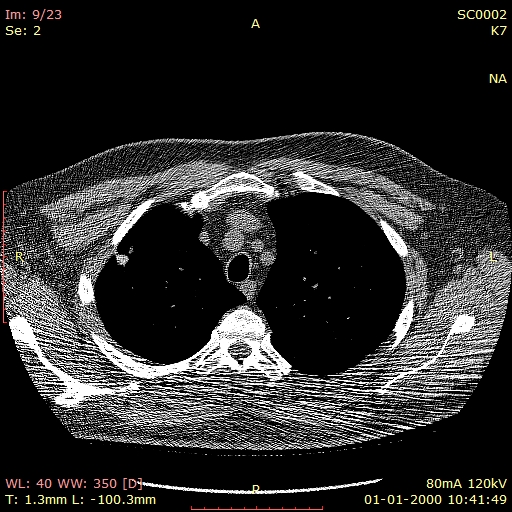 Im: 9/23
Se: 2
A
SC0002
K7
NA
R
L
WL: 40 WW: 350 [D]
T: 1.3mm L: -100.3mm
P
80mA 120kV
01-01-2000 10:41:49